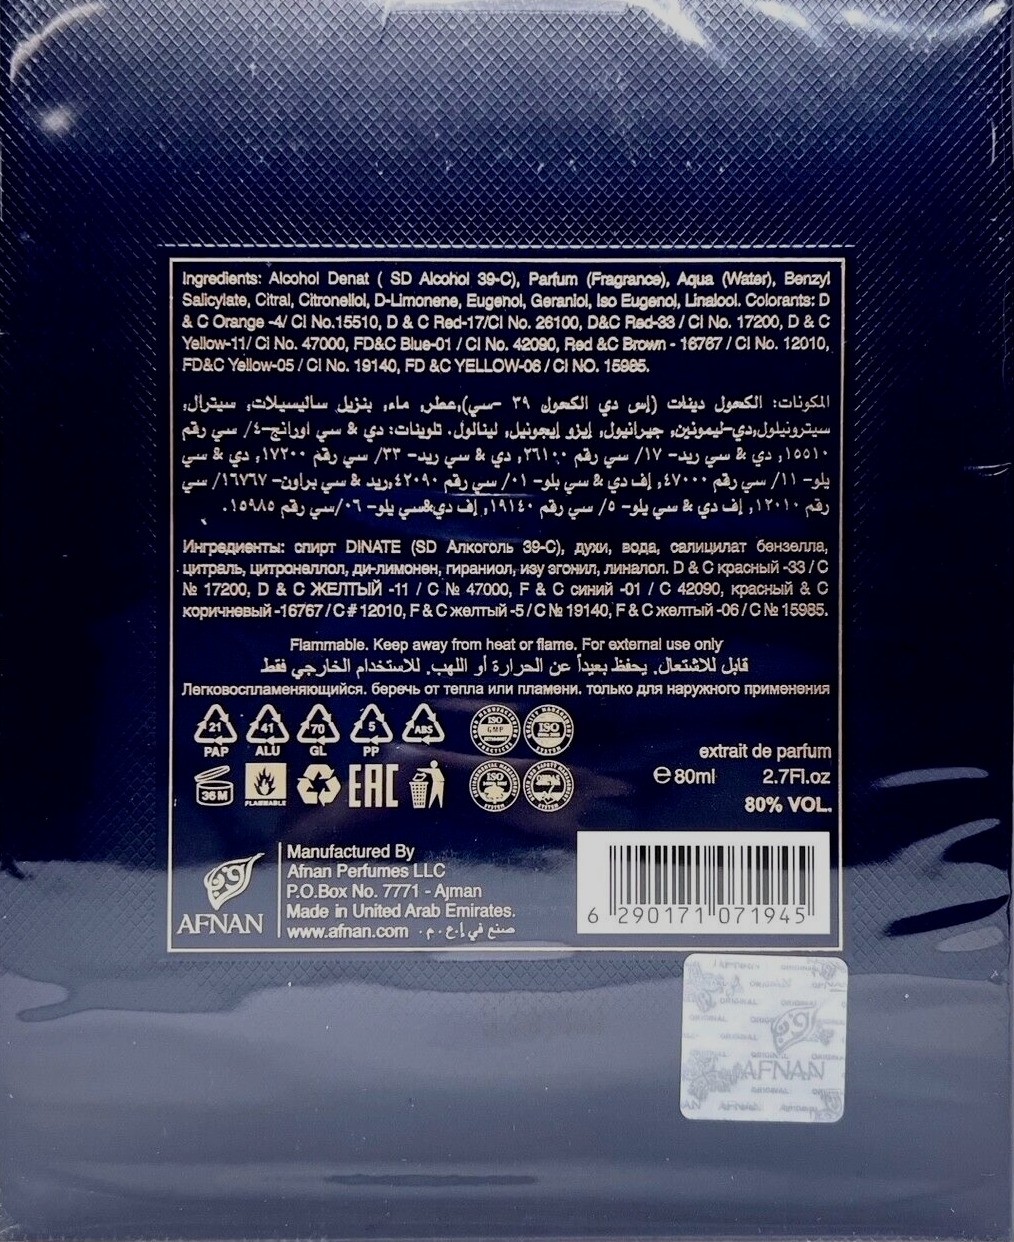 Ingredients: Alcohol Denat ( SD Alcohol 39-C), Parfum (Fragrance), Aqua (Water), Benzyl
Salicylate, Citral, Citronellol, D-Limonene, Eugenol, Geraniol, Iso Eugenol, Linalool. Colorants: D
& C Orange -4/ CI No.15510, D & C Red-17/CI No. 26100, D&C Red-33 / CI No. 17200, D & C
Yellow-11/ CI No. 47000, FD&C Blue-01 / CI No. 42090, Red &C Brown - 16767 / CI No. 12010,
FD&C Yellow-05 / CI No. 19140, FD &C YELLOW-06 / CI NO. 15985.
المكونات: الكحول دينات (إس دي الكحول ٣٩ -سي),عطر, ماء, بنزيل ساليسيلات, سيترال,
سيترونيلول,دي-ليمونين, جيرانيول, إيزو إيجونيل, لينالول. تلوينات: دي & سي اورانج-٤/ سي رقم
١٥٥١٠, دي & سي ريد- ١٧/ سي رقم ٢٦١٠٠, دي & سي ريد- ٣٣/ سي رقم ١٧٢٠٠, دي & سي
يلو- ١١/ سي رقم ٤٧٠٠٠, إف دي & سي بلو- ٠١/ سي رقم ٤٢٠٩٠,ريد & سي براون-١٦٧٦٧/ سي
رقم ١٢٠١٠, إف دي & سي يلو- ٥/ سي رقم ١٩١٤٠, إف دي&سي يلو-٠٦/سي رقم ١٥٩٨٥.
Ингредиенты: спирт DINATE (SD Алкоголь 39-C), духи, вода, салицилат бензелла,
цитраль, цитронеллол, ди-лимонен, гираниол, изу эгонил, линалол. D & C красный -33 / C
№ 17200, D & C ЖЕЛТЫЙ -11 / C № 47000, F & C синий -01 / C 42090, красный & C
коричневый -16767 / C # 12010, F & C желтый -5 / C № 19140, F & C желтый -06 / C № 15985.
Flammable. Keep away from heat or flame. For external use only
قابل للاشتعال. يحفظ بعيداً عن الحرارة أو اللهب. للاستخدام الخارجي فقط
Легковоспламеняющийся. беречь от тепла или пламени. только для наружного применения
21 41 70 5 ABS
PAP ALU GL PP
ISO GMP ISO
extrait de parfum
℮ 80ml 2.7Fl.oz
80% VOL.
36 M FLAMMABLE EAC ISO
Manufactured By
Afnan Perfumes LLC
P.O.Box No. 7771 - Ajman
Made in United Arab Emirates.
www.afnan.com صنع في إ.ع.م.
AFNAN
6 290171 071945
ORIGINAL
AFNAN